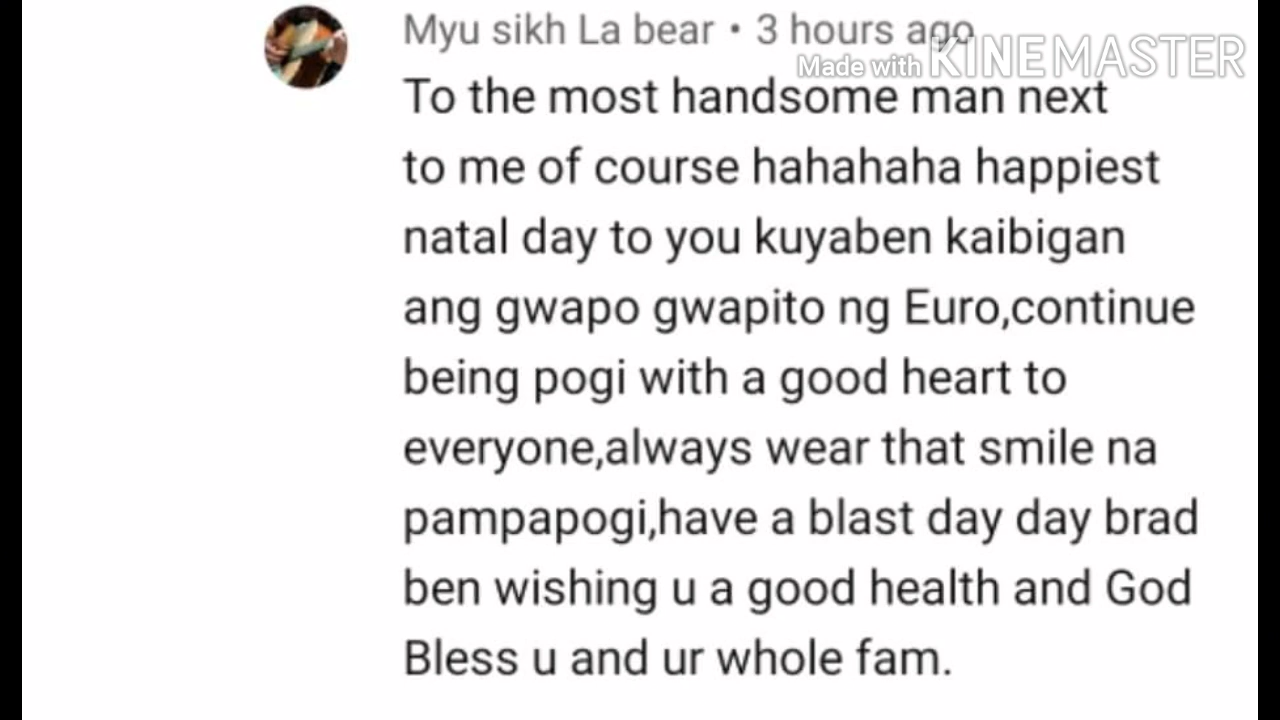 Myu sikh La bear • 3 hours ago
Made with KINEMASTER
To the most handsome man next
to me of course hahahaha happiest
natal day to you kuyaben kaibigan
ang gwapo gwapito ng Euro,continue
being pogi with a good heart to
everyone,always wear that smile na
pampapogi,have a blast day day brad
ben wishing u a good health and God
Bless u and ur whole fam.